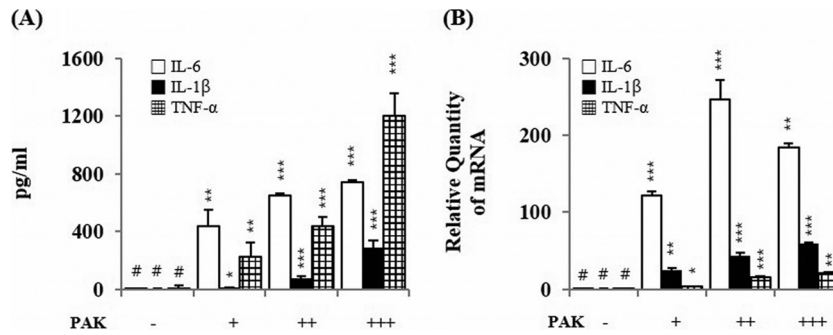 (A)
1600
1200
800
400
0
pg/ml
IL-6
IL-1β
TNF-α
# # #
** * **
*** *** ***
*** *** ***
PAK - + ++ +++
(B)
300
200
100
0
Relative Quantity
of mRNA
IL-6
IL-1β
TNF-α
# # #
*** ** *
*** *** ***
** *** **
PAK - + ++ +++